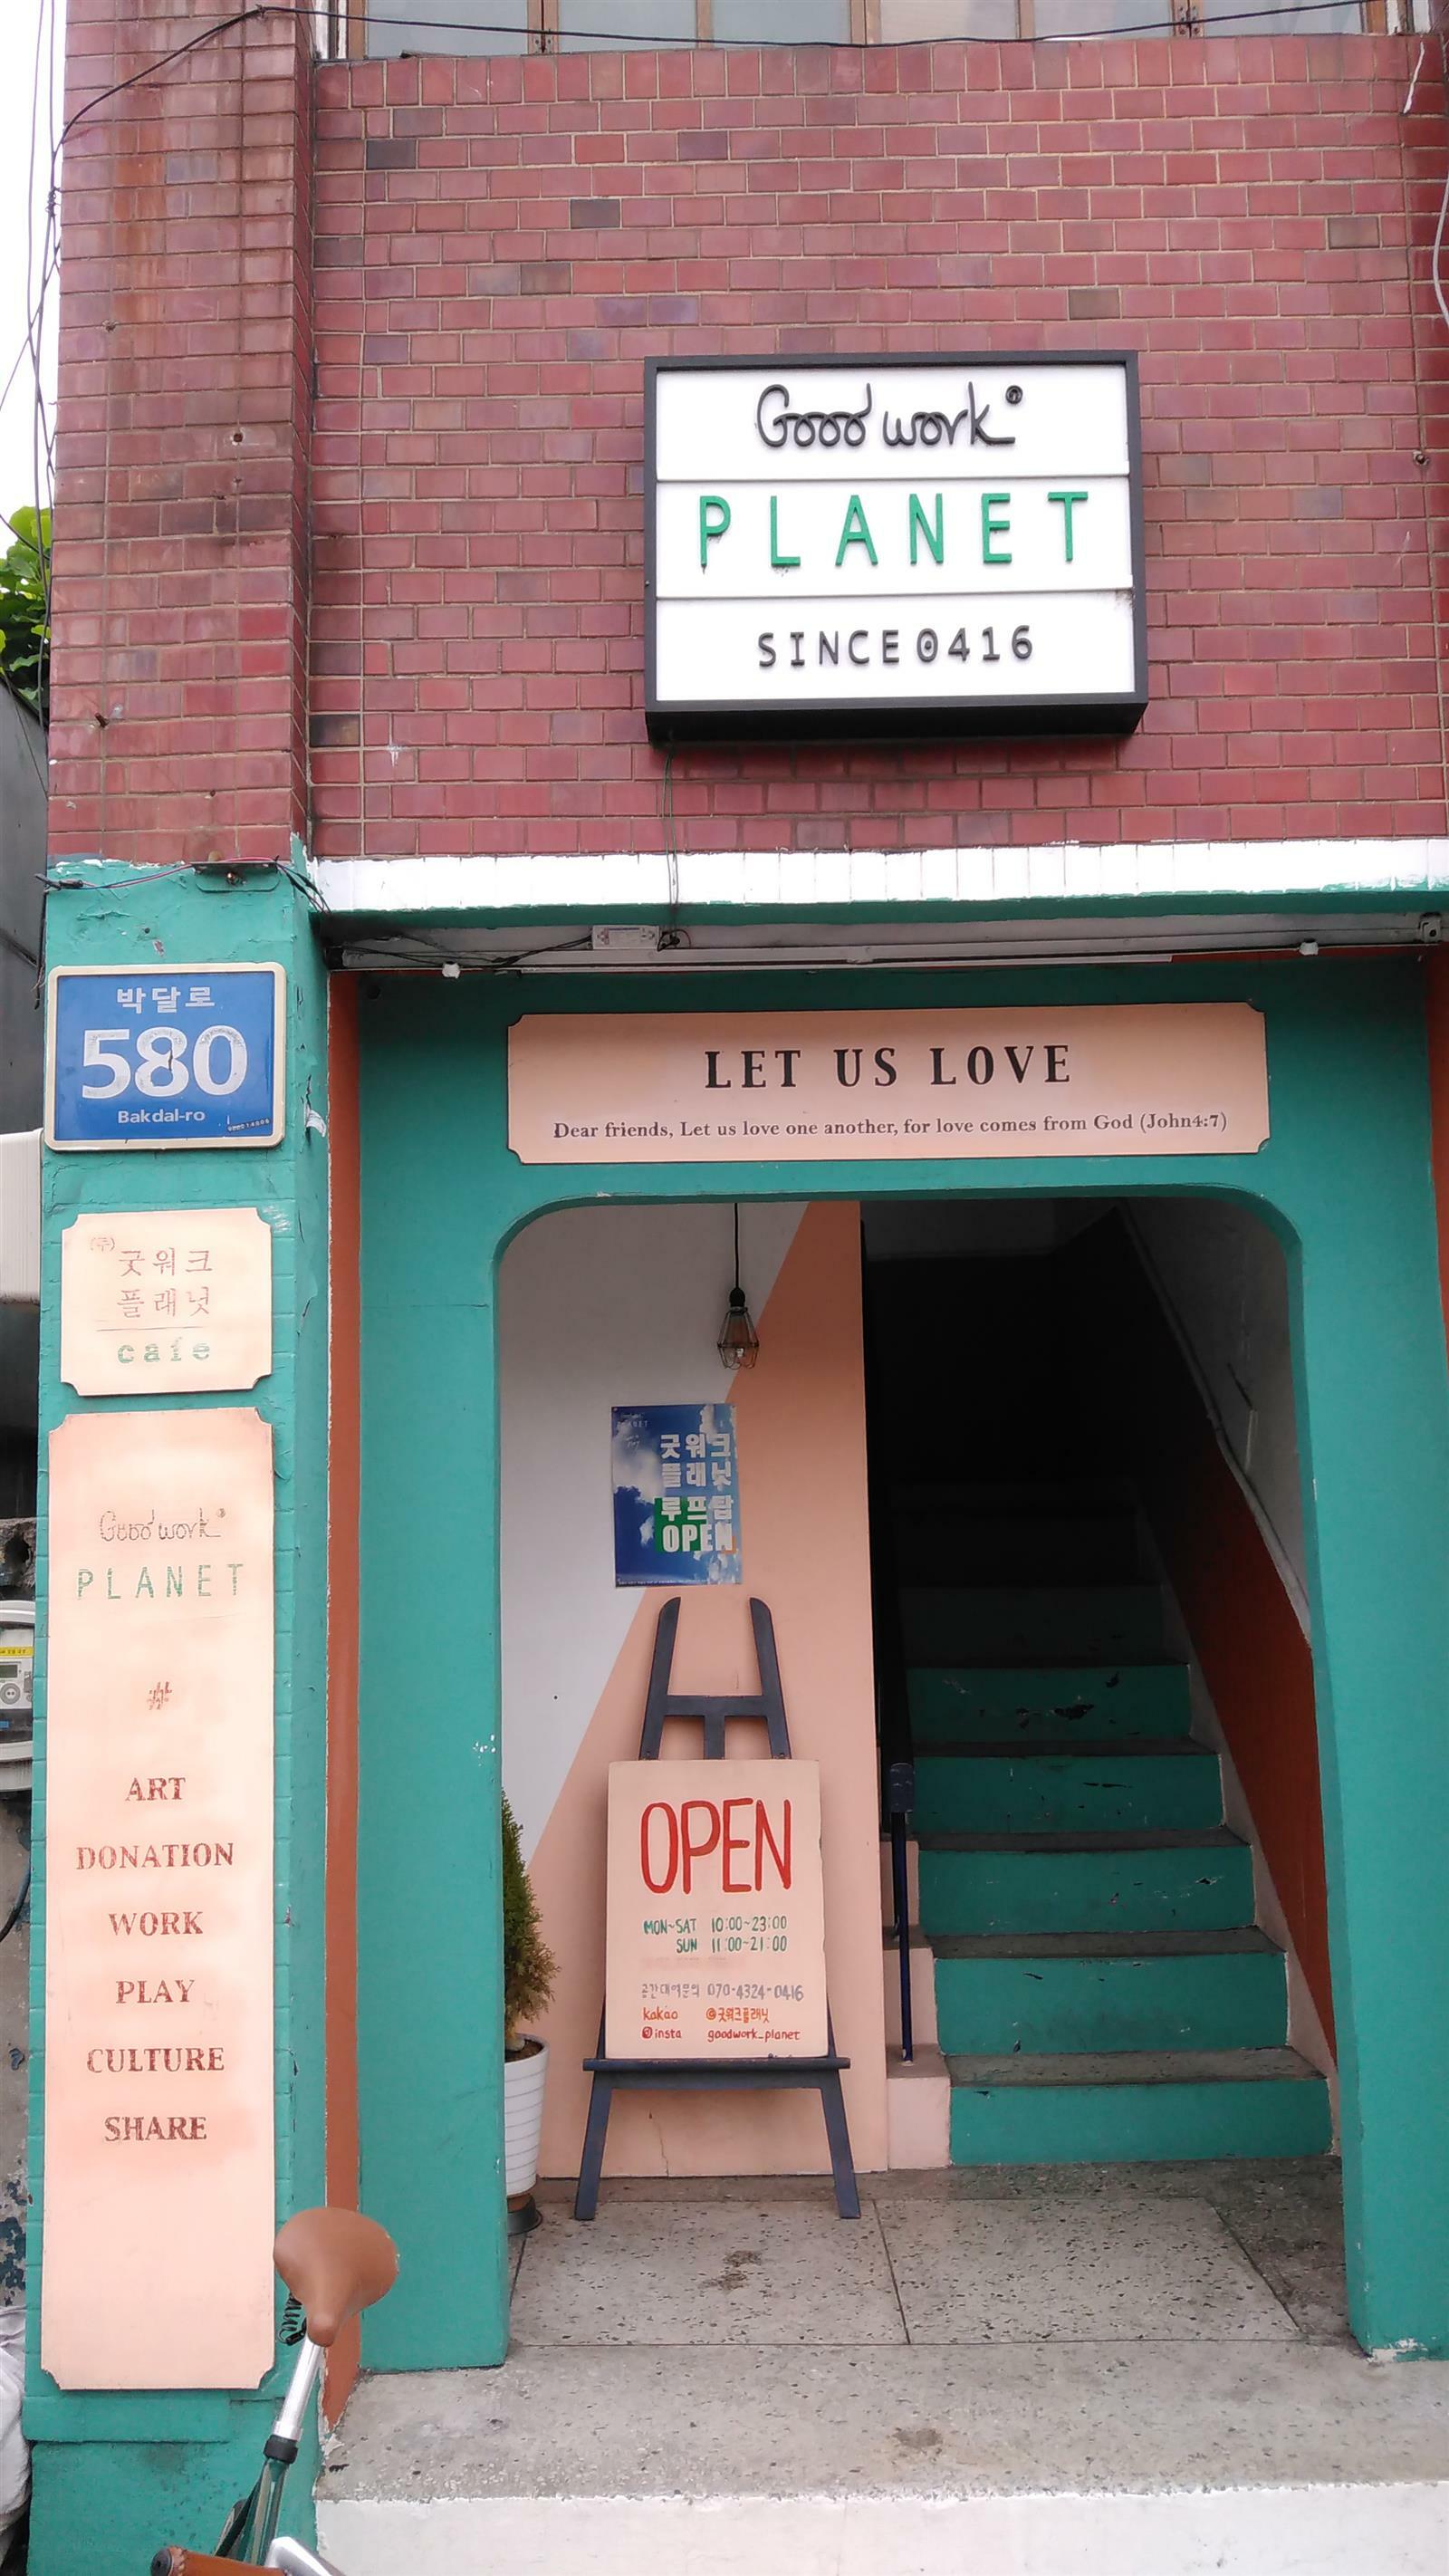 Good work
PLANET
SINCE 0416
박달로
580
Bakdal-ro
LET US LOVE
Dear friends, Let us love one another, for love comes from God (John4:7)
(주)
굿워크
플래닛
cafe
Good work
PLANET
#
ART
DONATION
WORK
PLAY
CULTURE
SHARE
PLANET
굿워크
플래닛
루프탑
OPEN
OPEN
MON~SAT 10:00~23:00
SUN 11:00~21:00
공간대여문의 070-4324-0416
kakao @굿워크플래닛
insta goodwork_planet